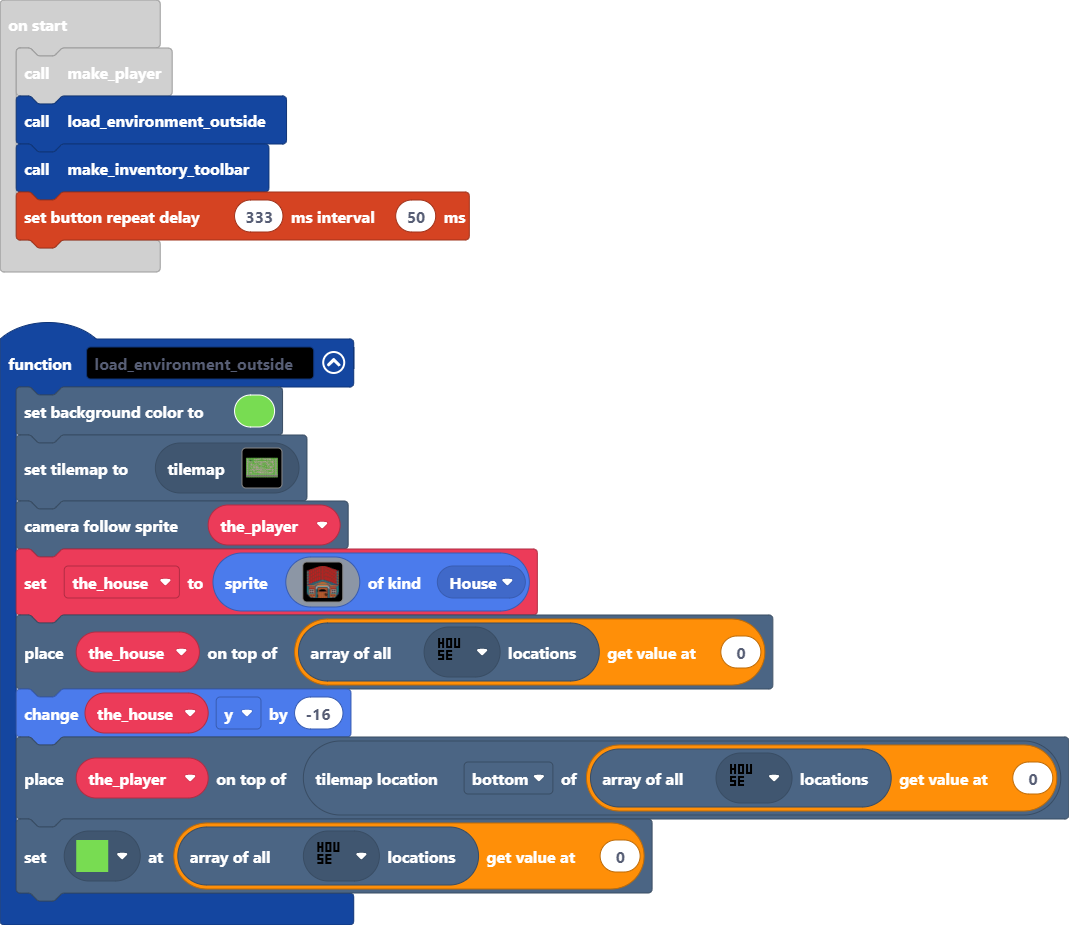 on start
call make_player
call load_environment_outside
call make_inventory_toolbar
set button repeat delay 333 ms interval 50 ms
function load_environment_outside
set background color to
set tilemap to tilemap
camera follow sprite the_player
set the_house to sprite of kind House
place the_house on top of array of all HOUSE locations get value at 0
change the_house y by -16
place the_player on top of tilemap location bottom of array of all HOUSE locations get value at 0
set at array of all HOUSE locations get value at 0